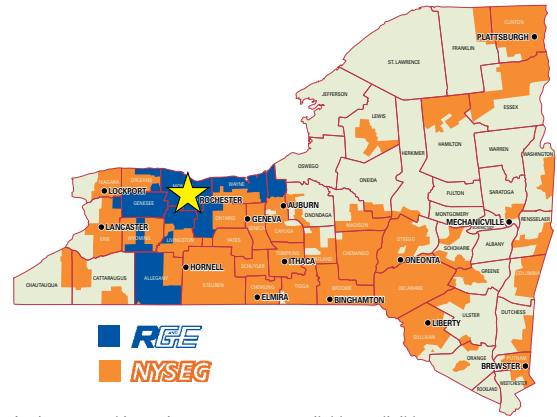 CLINTON
PLATTSBURGH
FRANKLIN
ST. LAWRENCE
ESSEX
JEFFERSON
LEWIS
HAMILTON
HERKIMER
WARREN
WASHINGTON
OSWEGO
ONEIDA
FULTON
SARATOGA
NIAGARA
ORLEANS
LOCKPORT
WAYNE
ROCHESTER
GENESEE
AUBURN
ONONDAGA
MADISON
MONTGOMERY
MECHANICVILLE
RENSSELAER
ONTARIO
GENEVA
SENECA
CAYUGA
LANCASTER
ERIE
WYOMING
LIVINGSTON
YATES
OTSEGO
SCHOHARIE
ALBANY
CHENANGO
ONEONTA
HORNELL
SCHUYLER
TOMPKINS
ITHACA
GREENE
COLUMBIA
CHAUTAUQUA
CATTARAUGUS
ALLEGANY
STEUBEN
CHEMUNG
TIOGA
BROOME
DELAWARE
ELMIRA
BINGHAMTON
LIBERTY
ULSTER
DUTCHESS
SULLIVAN
ORANGE
PUTNAM
BREWSTER
WESTCHESTER
ROCKLAND
RGE
NYSEG